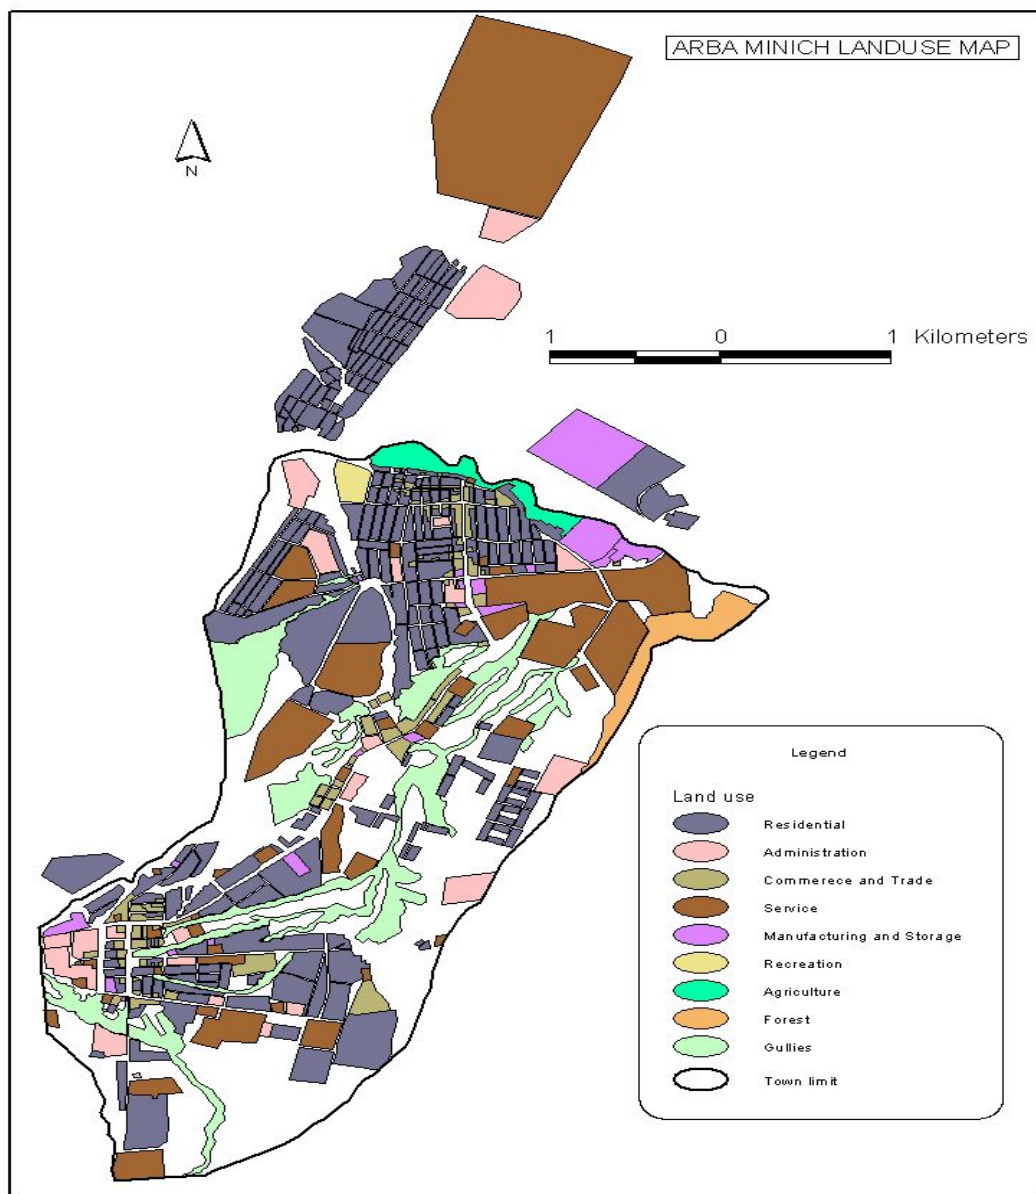 ARBA MINICH LANDUSE MAP
N
1 0 1 Kilometers
Legend
Land use
Residential
Administration
Commerece and Trade
Service
Manufacturing and Storage
Recreation
Agriculture
Forest
Gullies
Town limit